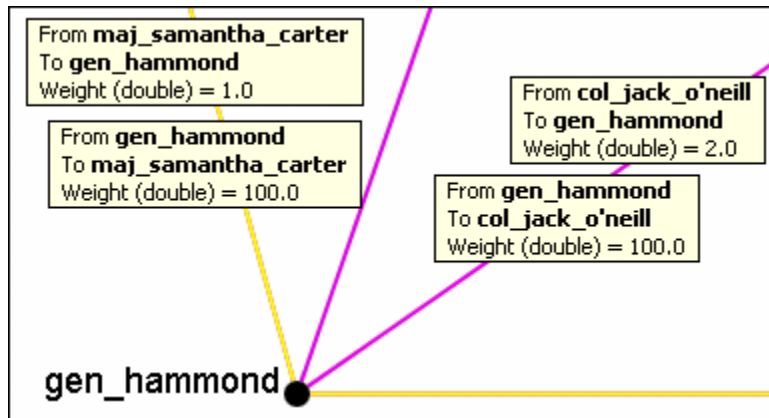 From maj_samantha_carter
To gen_hammond
Weight (double) = 1.0
From gen_hammond
To maj_samantha_carter
Weight (double) = 100.0
From col_jack_o'neill
To gen_hammond
Weight (double) = 2.0
From gen_hammond
To col_jack_o'neill
Weight (double) = 100.0
gen_hammond